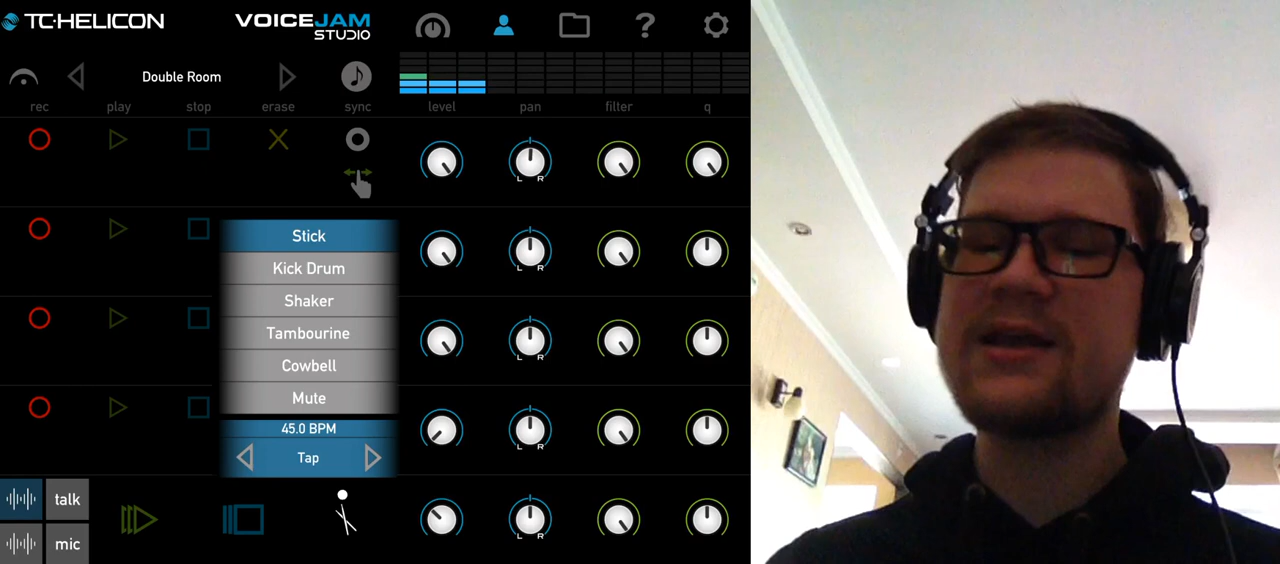 TC·HELICON
VOICEJAM
STUDIO
?
Double Room
rec play stop erase sync level pan filter q
L R
L R
Stick
Kick Drum
Shaker
Tambourine
Cowbell
Mute
L R
45.0 BPM
Tap
L R
talk
mic
L R